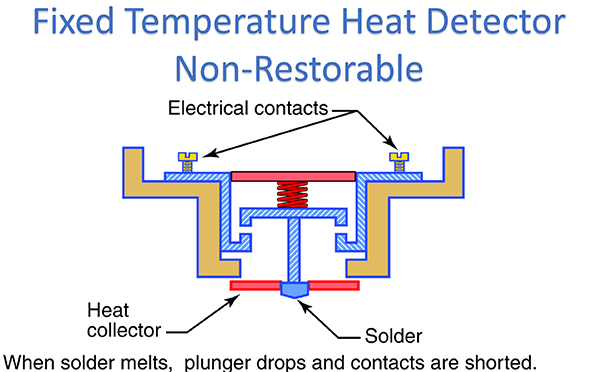 Fixed Temperature Heat Detector
Non-Restorable
Electrical contacts
Heat
collector
Solder
When solder melts, plunger drops and contacts are shorted.